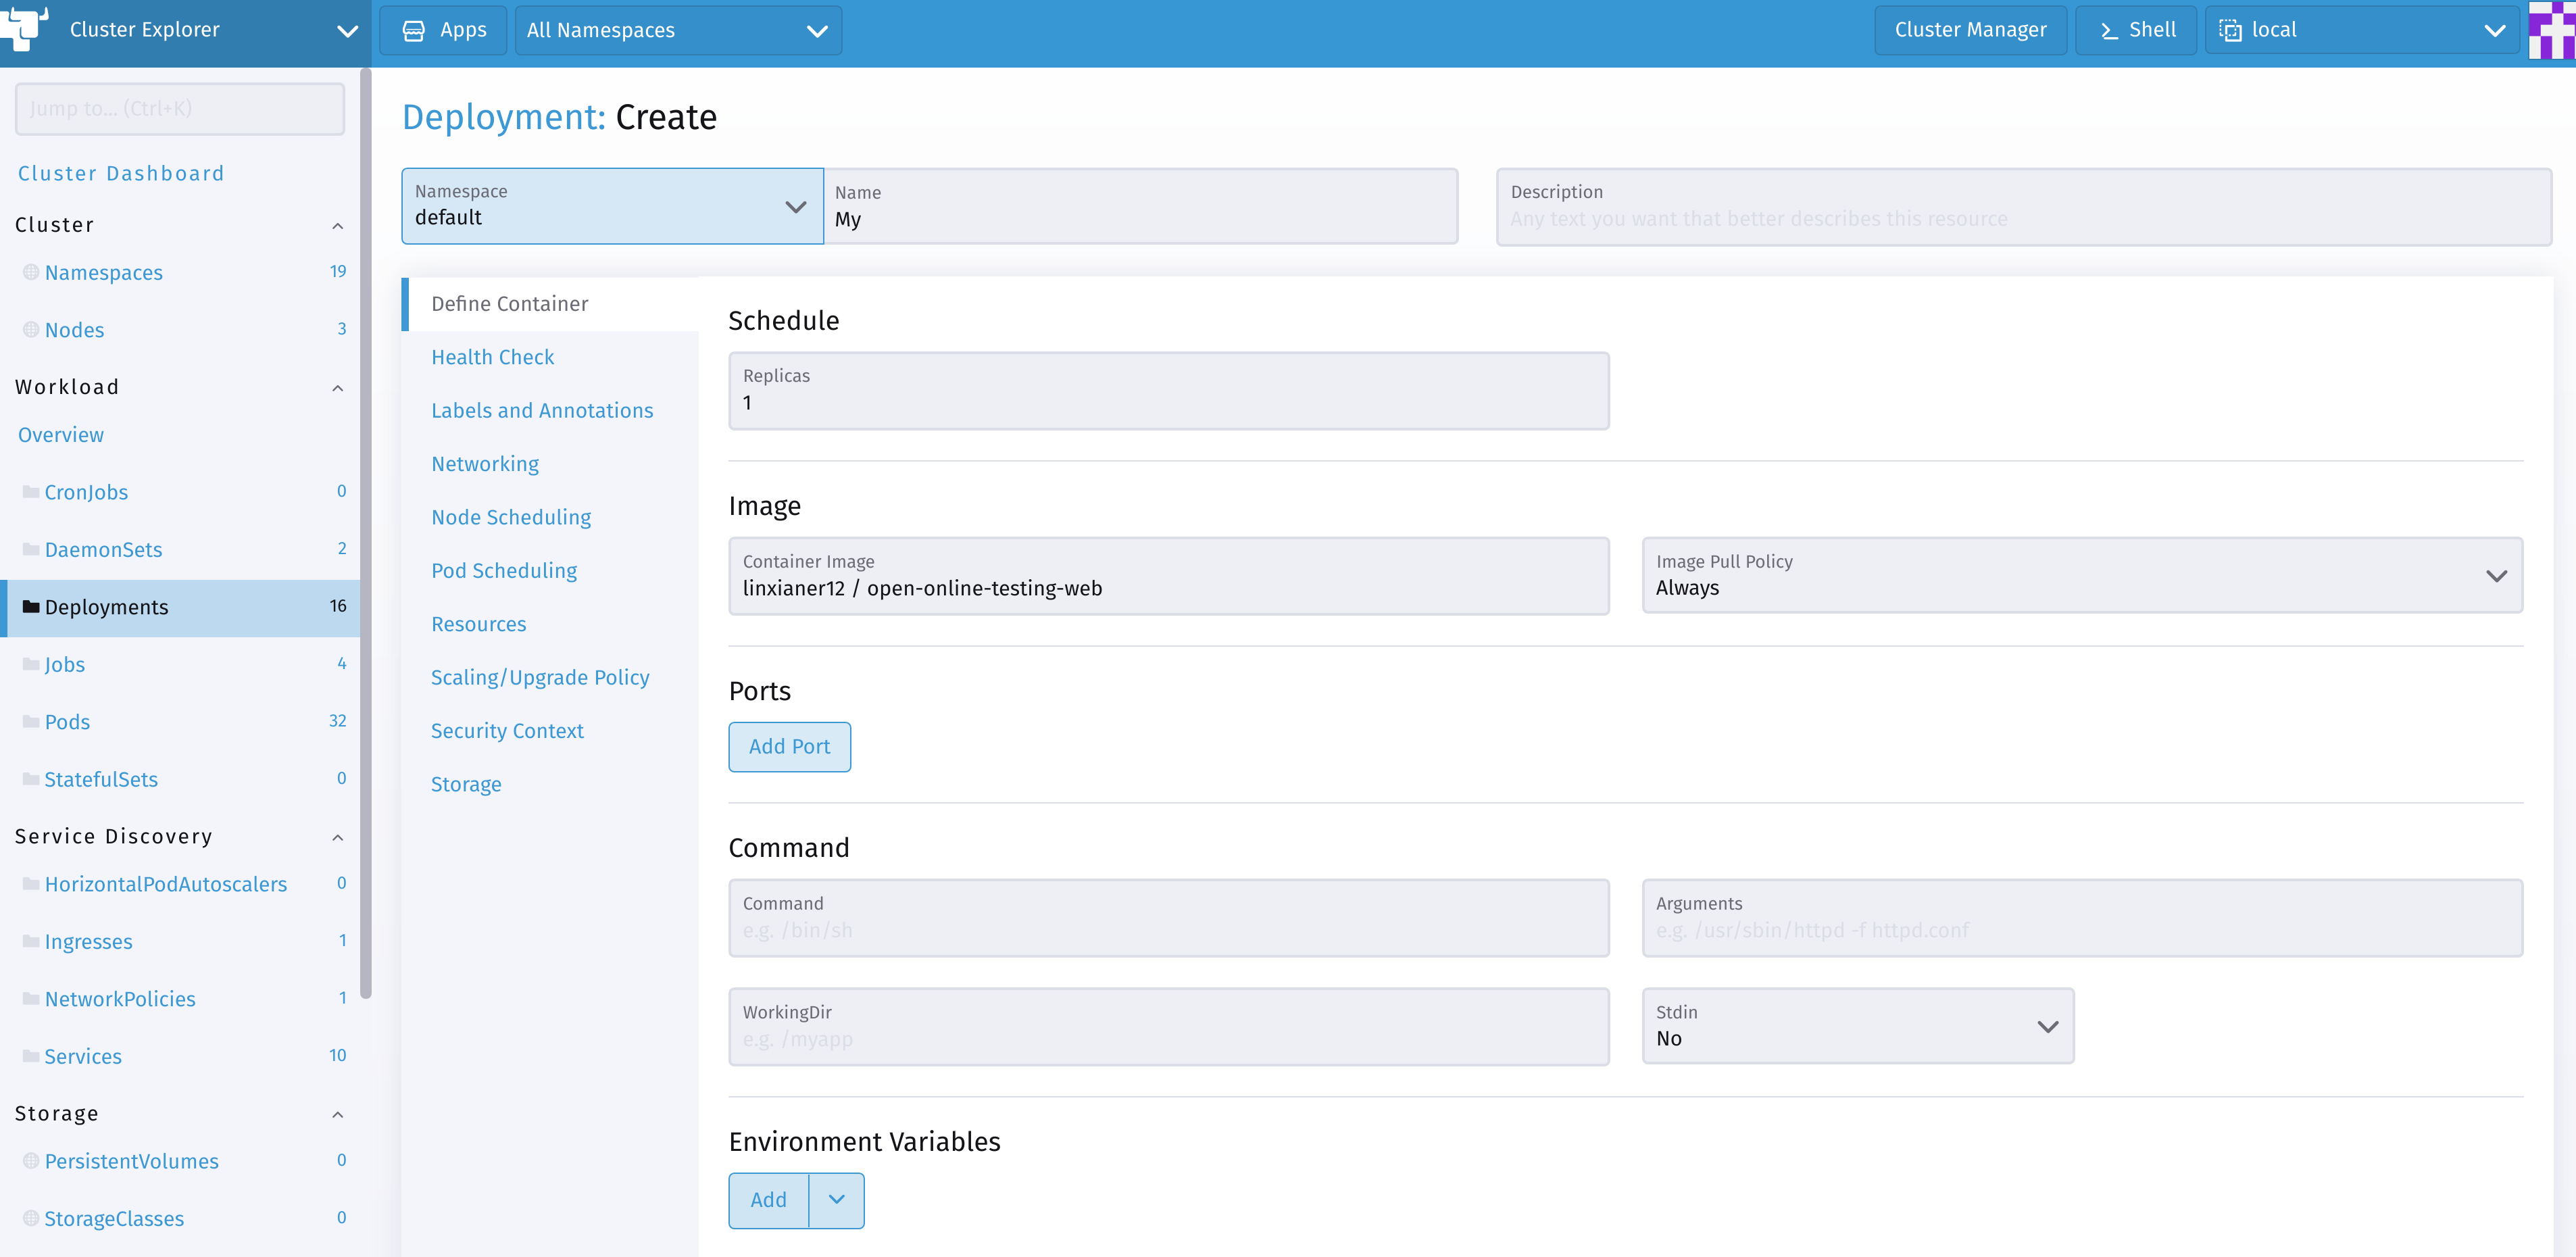 Cluster Explorer
Apps
All Namespaces
Cluster Manager
Shell
local
Jump to... (Ctrl+K)
Cluster Dashboard
Cluster
Namespaces 19
Nodes 3
Workload
Overview
CronJobs 0
DaemonSets 2
Deployments 16
Jobs 4
Pods 32
StatefulSets 0
Service Discovery
HorizontalPodAutoscalers 0
Ingresses 1
NetworkPolicies 1
Services 10
Storage
PersistentVolumes 0
StorageClasses 0
Deployment: Create
Namespace
default
Name
My
Description
Any text you want that better describes this resource
Define Container
Health Check
Labels and Annotations
Networking
Node Scheduling
Pod Scheduling
Resources
Scaling/Upgrade Policy
Security Context
Storage
Schedule
Replicas
1
Image
Container Image
linxianer12 / open-online-testing-web
Image Pull Policy
Always
Ports
Add Port
Command
Command
e.g. /bin/sh
Arguments
e.g. /usr/sbin/httpd -f httpd.conf
WorkingDir
e.g. /myapp
Stdin
No
Environment Variables
Add